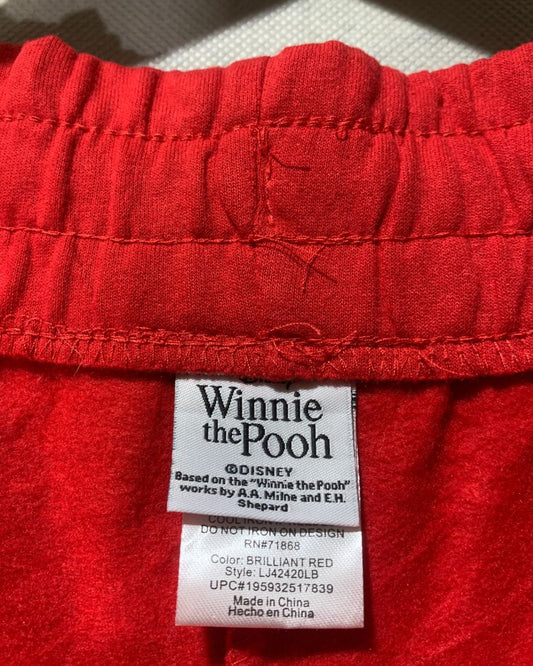 Winnie
the Pooh
©DISNEY
Based on the "Winnie the Pooh"
works by A.A. Milne and E.H.
Shepard
DO NOT IRON ON DESIGN
RN#71868
Color: BRILLIANT RED
Style: LJ42420LB
UPC#195932517839
Made in China
Hecho en China